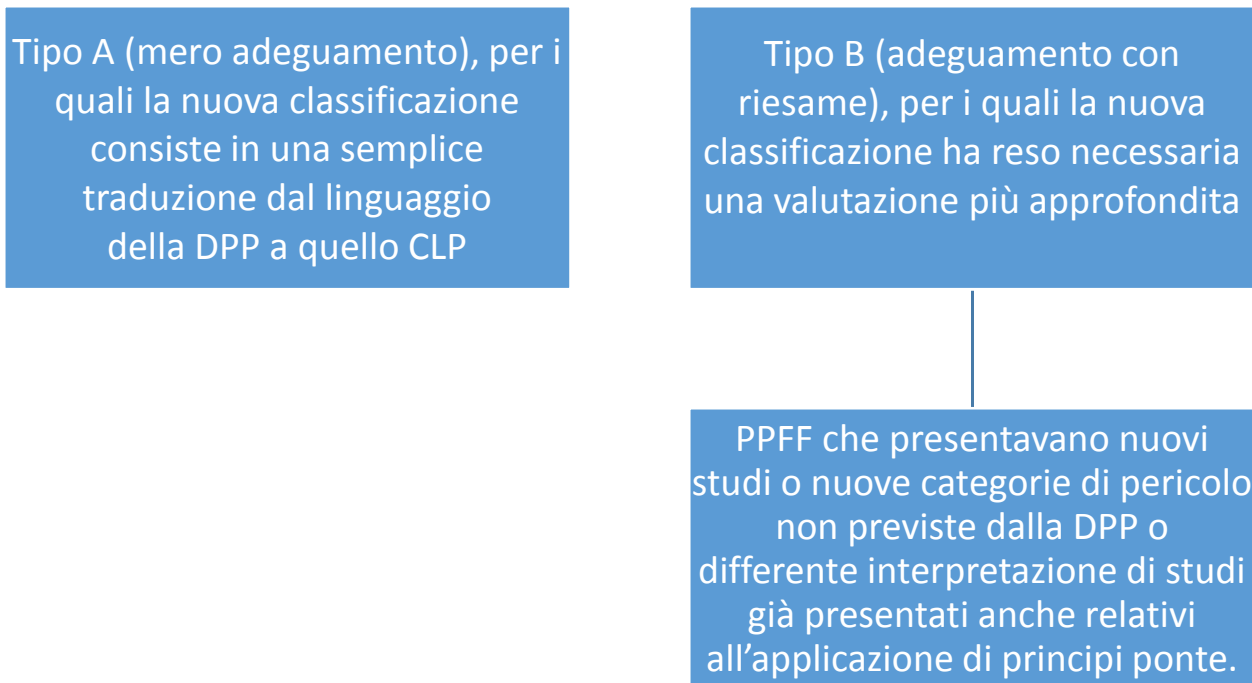 Tipo A (mero adeguamento), per i
quali la nuova classificazione
consiste in una semplice
traduzione dal linguaggio
della DPP a quello CLP
Tipo B (adeguamento con
riesame), per i quali la nuova
classificazione ha reso necessaria
una valutazione più approfondita
PPFF che presentavano nuovi
studi o nuove categorie di pericolo
non previste dalla DPP o
differente interpretazione di studi
già presentati anche relativi
all’applicazione di principi ponte.